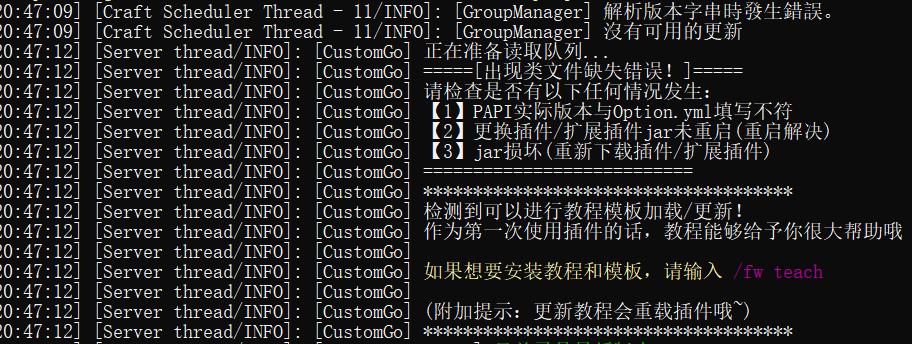 20:47:09] [Craft Scheduler Thread - 11/INFO]: [GroupManager] 解析版本字串時發生錯誤。
20:47:09] [Craft Scheduler Thread - 11/INFO]: [GroupManager] 沒有可用的更新
20:47:12] [Server thread/INFO]: [CustomGo] 正在准备读取队列..
20:47:12] [Server thread/INFO]: [CustomGo] =====[出现类文件缺失错误！]=====
20:47:12] [Server thread/INFO]: [CustomGo] 请检查是否有以下任何情况发生：
20:47:12] [Server thread/INFO]: [CustomGo] 【1】PAPI实际版本与Option.yml填写不符
20:47:12] [Server thread/INFO]: [CustomGo] 【2】更换插件/扩展插件jar未重启(重启解决)
20:47:12] [Server thread/INFO]: [CustomGo] 【3】jar损坏(重新下载插件/扩展插件)
20:47:12] [Server thread/INFO]: [CustomGo] ===========================
20:47:12] [Server thread/INFO]: [CustomGo] *************************************
20:47:12] [Server thread/INFO]: [CustomGo] 检测到可以进行教程模板加载/更新！
20:47:12] [Server thread/INFO]: [CustomGo] 作为第一次使用插件的话，教程能够给予你很大帮助哦
20:47:12] [Server thread/INFO]: [CustomGo]
20:47:12] [Server thread/INFO]: [CustomGo] 如果想要安装教程和模板，请输入 /fw teach
20:47:12] [Server thread/INFO]: [CustomGo]
20:47:12] [Server thread/INFO]: [CustomGo] (附加提示：更新教程会重载插件哦~)
20:47:12] [Server thread/INFO]: [CustomGo] *************************************